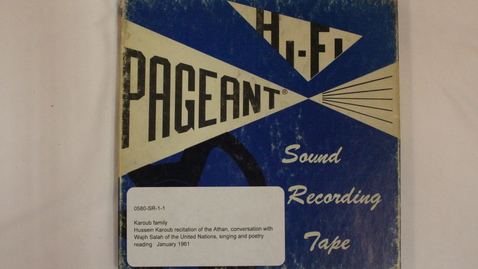 Hi-Fi
PAGEANT®
Sound
Recording
Tape
0580-SR-1-1
Karoub family
Hussein Karoub recitation of the Athan, conversation with
Wajih Salah of the United Nations, singing and poetry
reading January 1961